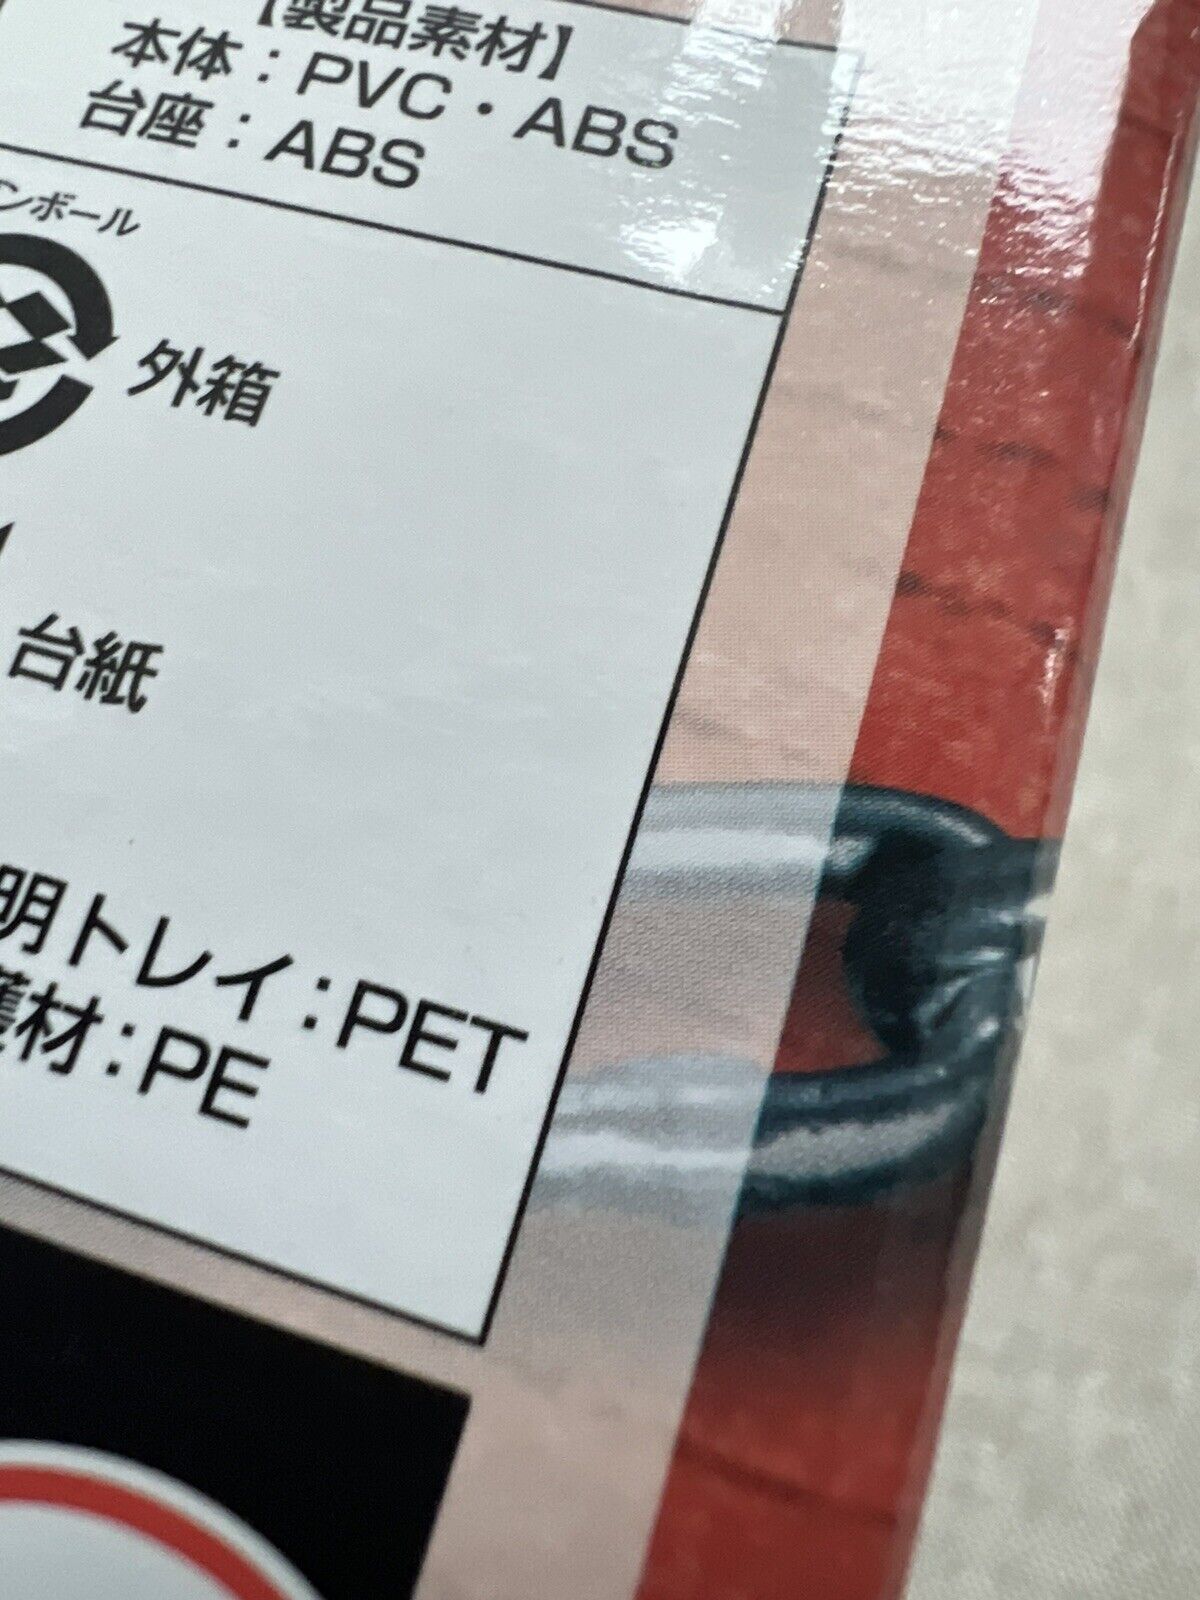 【製品素材】
本体：PVC・ABS
台座：ABS
ンボール
外箱
台紙
明トレイ：PET
護材：PE